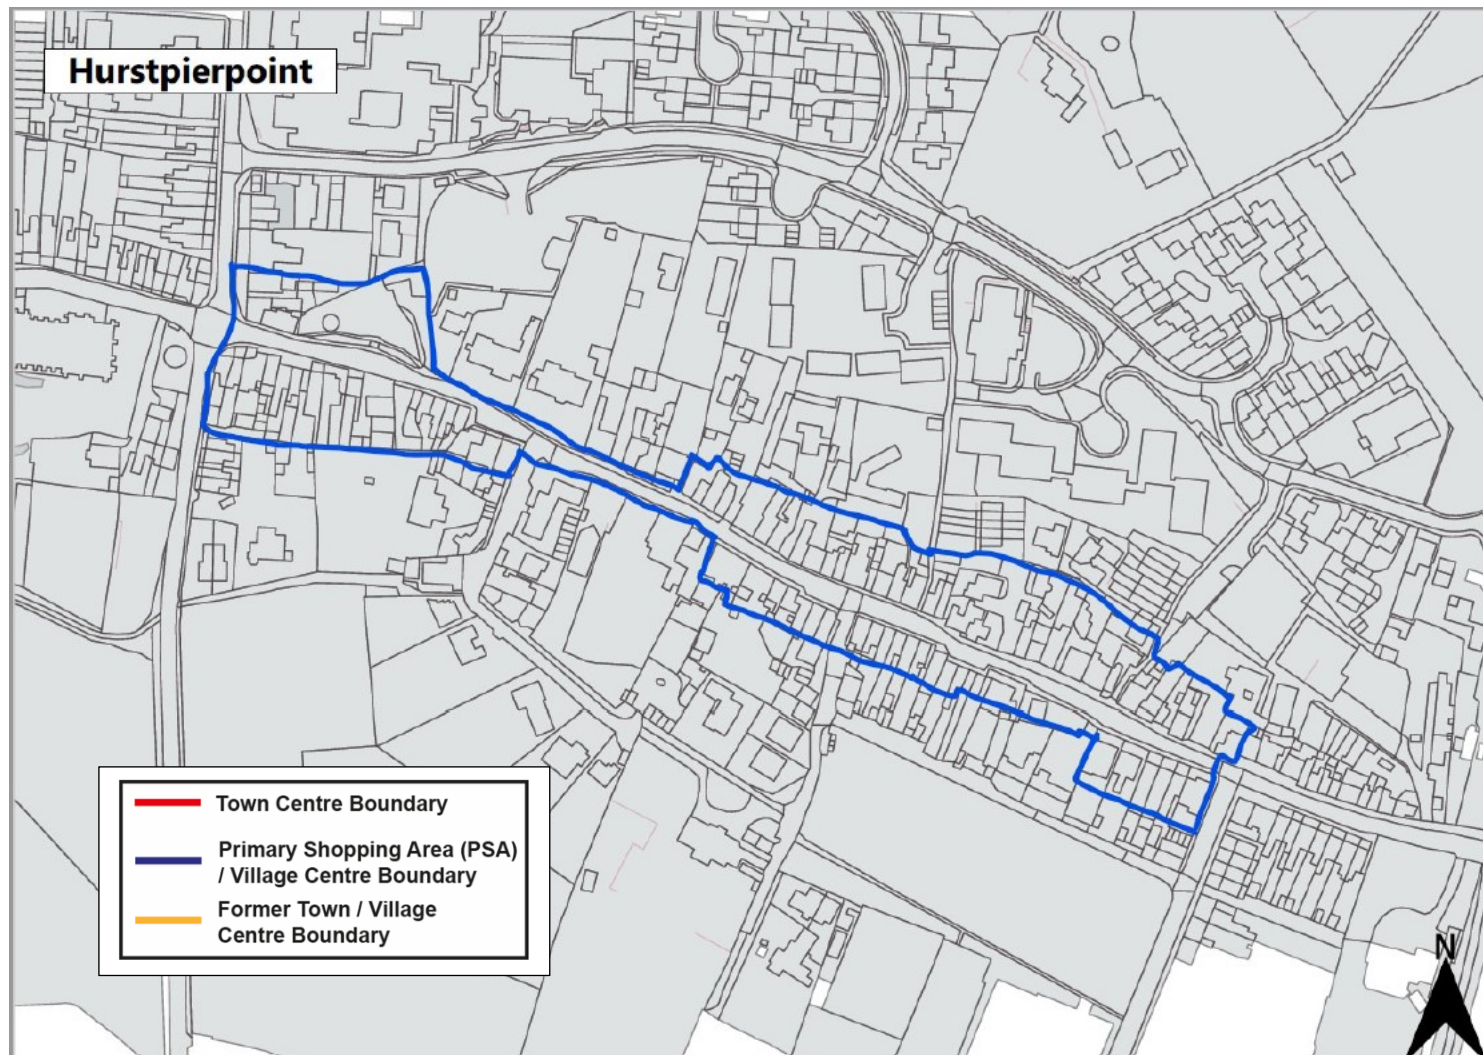 Hurstpierpoint
Town Centre Boundary
Primary Shopping Area (PSA)
/ Village Centre Boundary
Former Town / Village
Centre Boundary
N